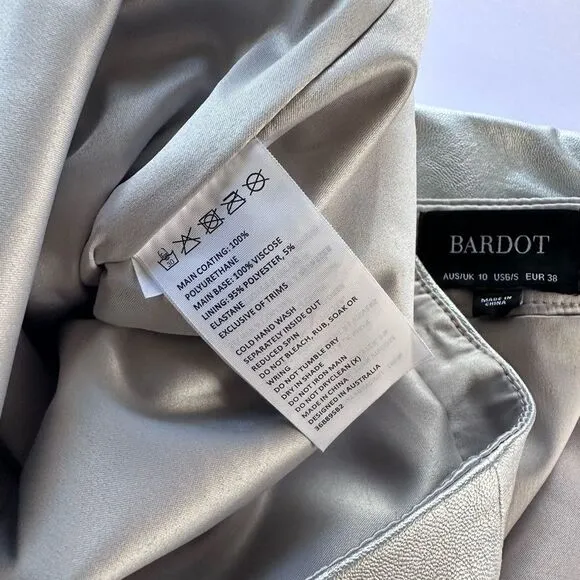 MAIN COATING: 100%
POLYURETHANE
MAIN BASE: 100% VISCOSE
LINING: 95% POLYESTER, 5%
ELASTANE
EXCLUSIVE OF TRIMS
COLD HAND WASH
SEPARATELY INSIDE OUT
REDUCED SPIN
DO NOT BLEACH, RUB, SOAK OR
WRING
DO NOT TUMBLE DRY
DRY IN SHADE
DO NOT IRON MAIN
DO NOT DRYCLEAN (X)
MADE IN CHINA
DESIGNED IN AUSTRALIA
36889582
BARDOT
AUS/UK 10 US6/S EUR 38
MADE IN
CHINA